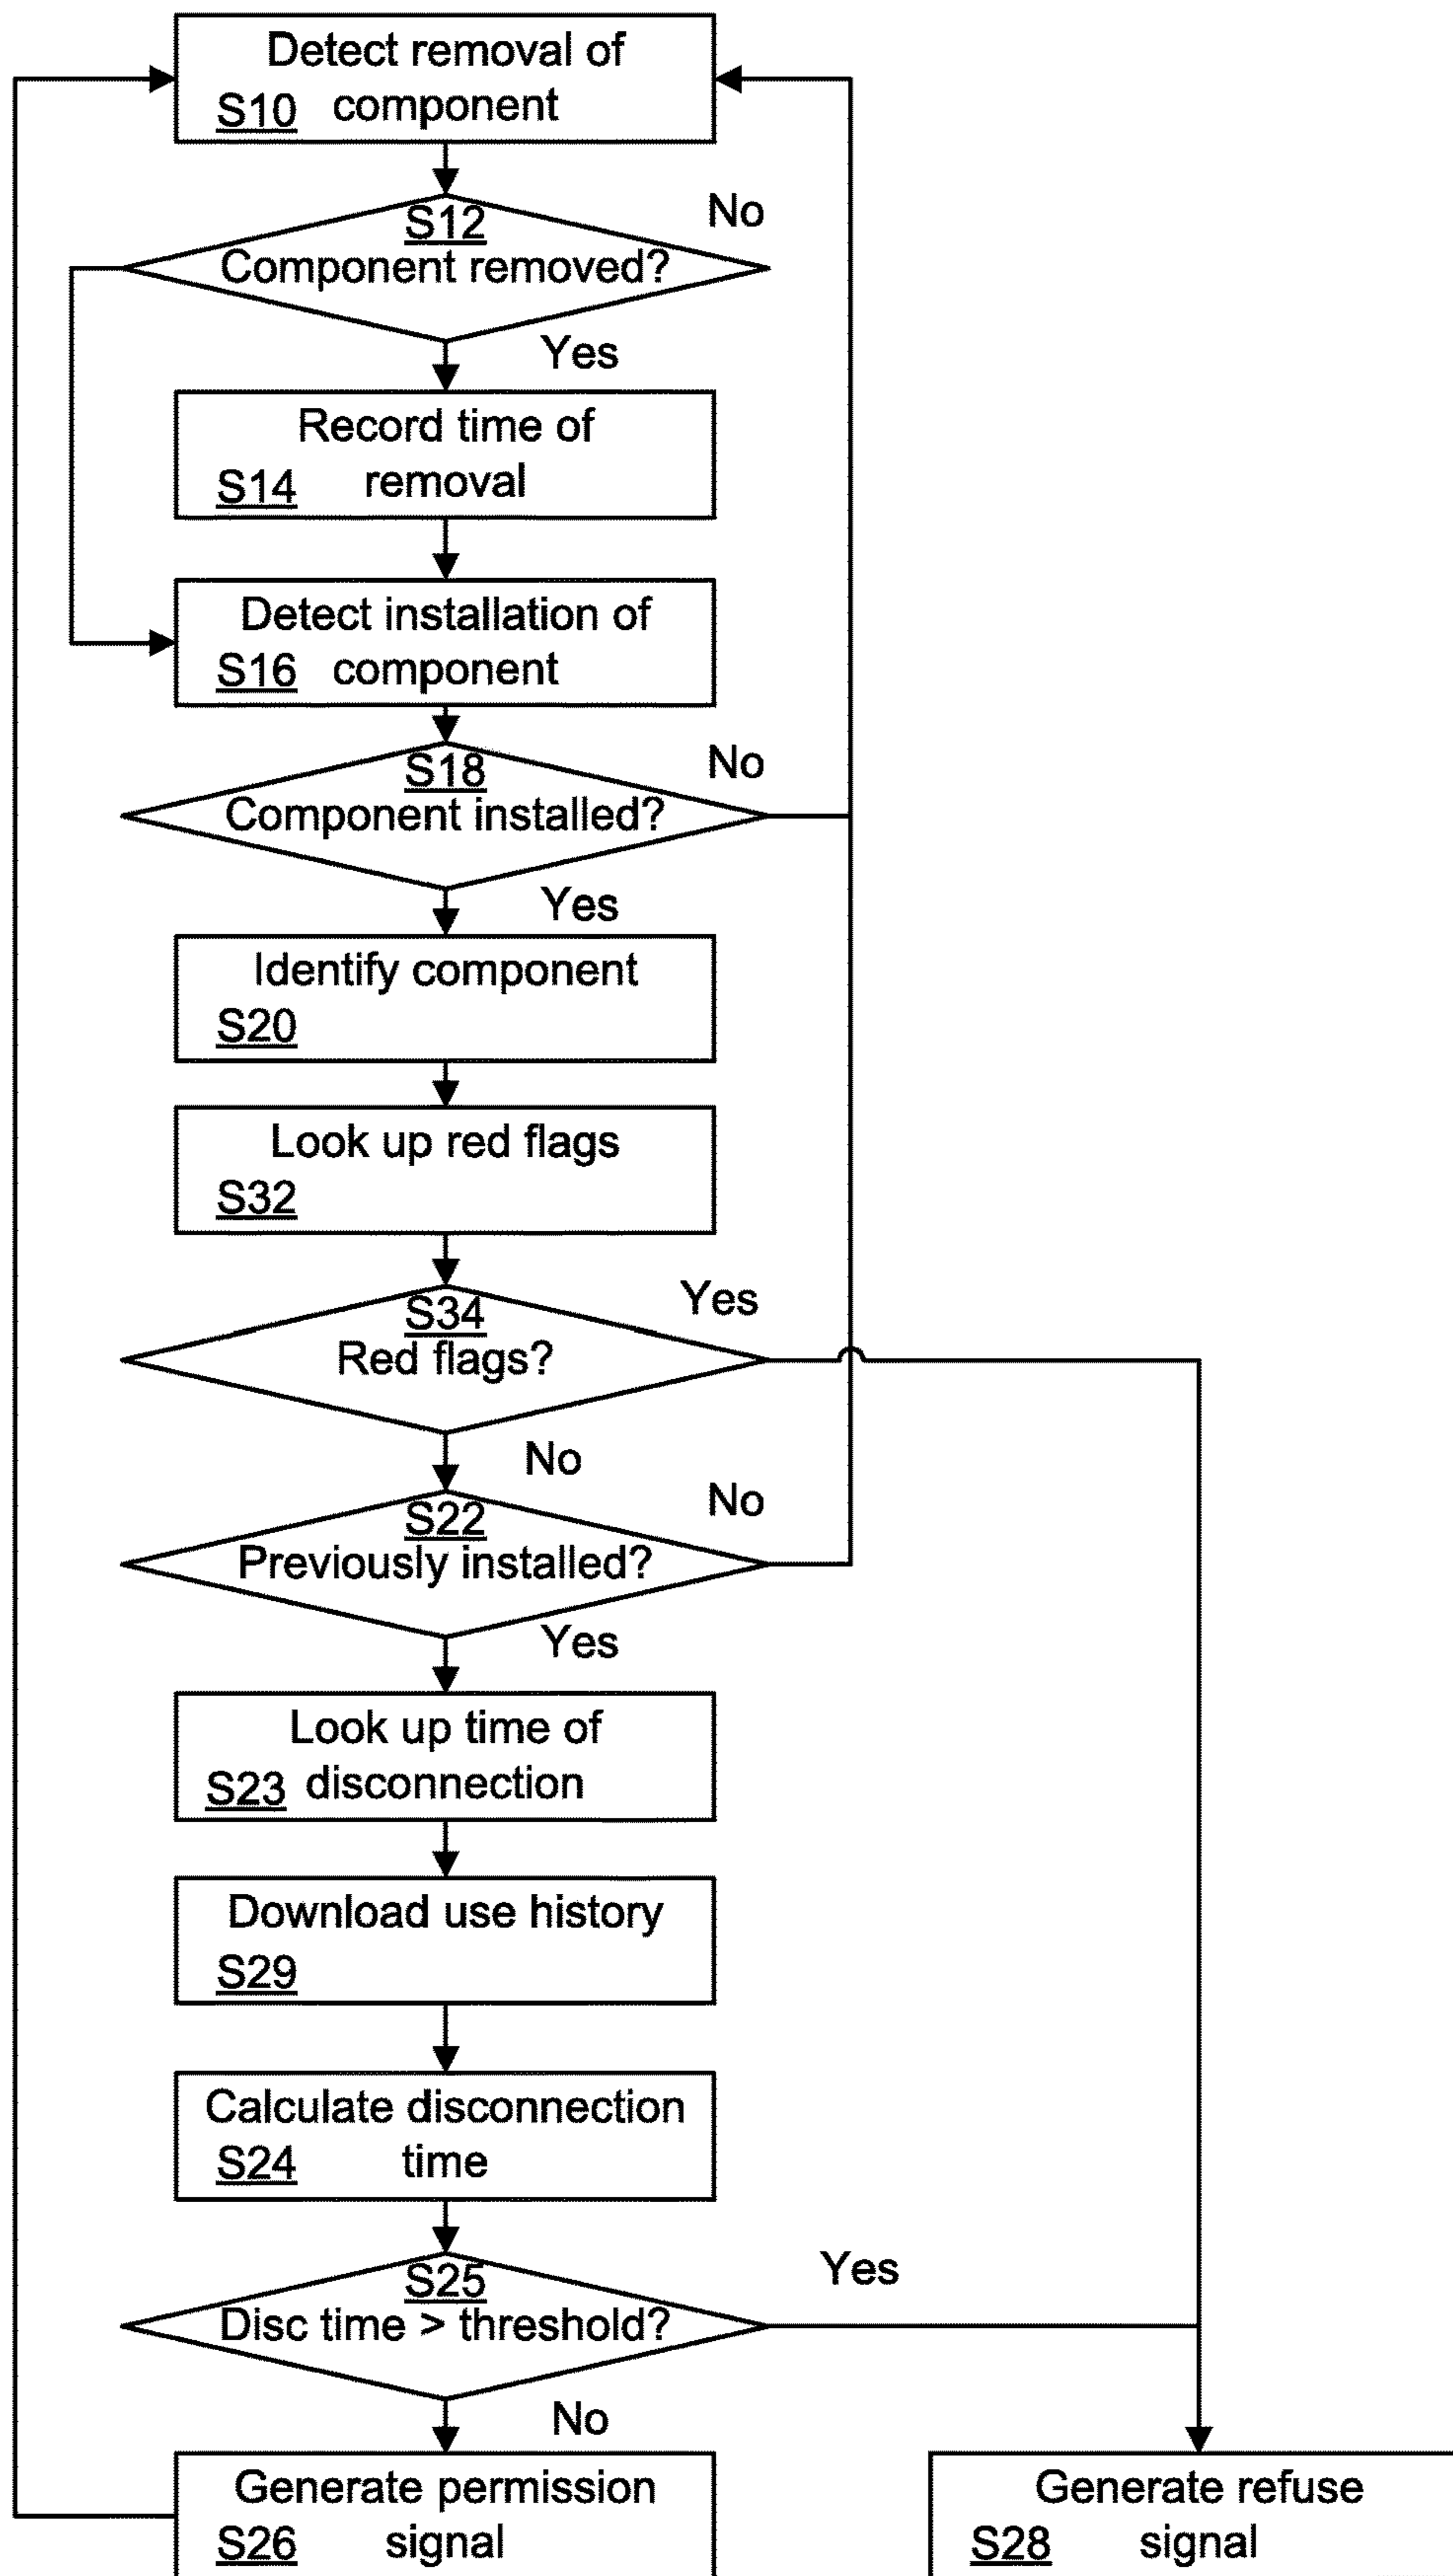 Detect removal of
S10 component
No
S12
Component removed?
Yes
Record time of
S14 removal
Detect installation of
S16 component
No
S18
Component installed?
Yes
Identify component
S20
Look up red flags
S32
Yes
S34
Red flags?
No
No
S22
Previously installed?
Yes
Look up time of
S23 disconnection
Download use history
S29
Calculate disconnection
S24 time
Yes
S25
Disc time > threshold?
No
Generate permission
S26 signal
Generate refuse
S28 signal